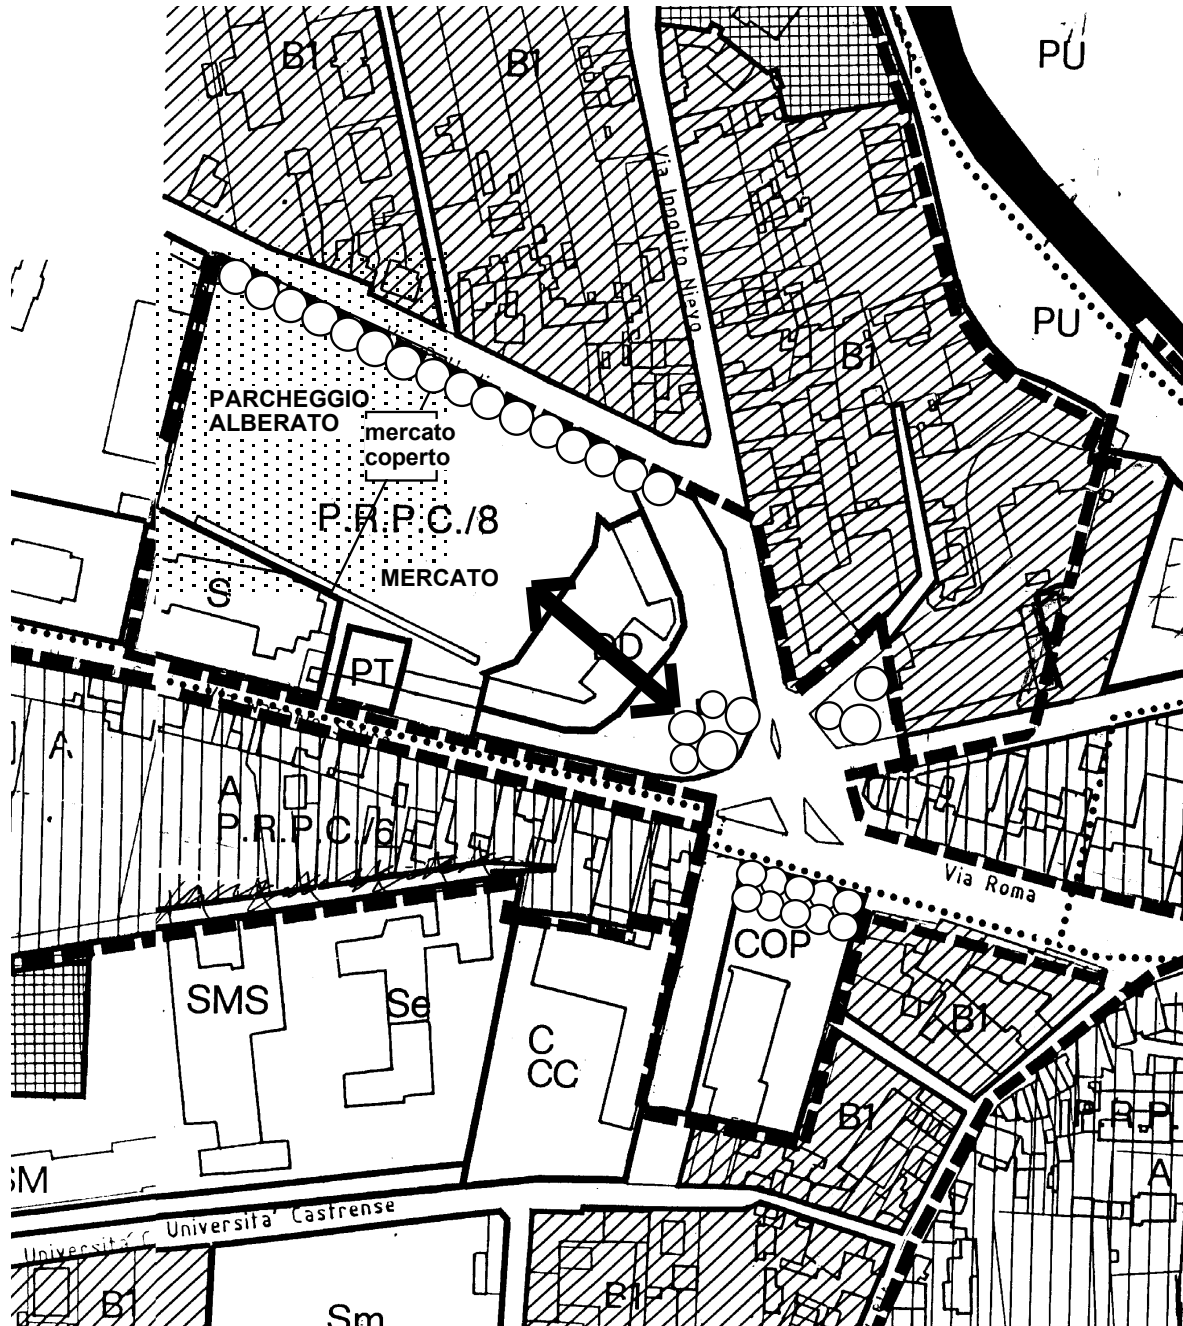 B1
B1
PU
Via Ippolito Nievo
PU
B1
PARCHEGGIO
ALBERATO
mercato
coperto
P.R.P.C./8
MERCATO
S
PT
A
A
P.R.P.C./6
Via Roma
COP
SMS
Se
C
CC
B1
B1
P.R.P.
A
SM
Universita' Castrense
Universita'
B1
B1
Sm